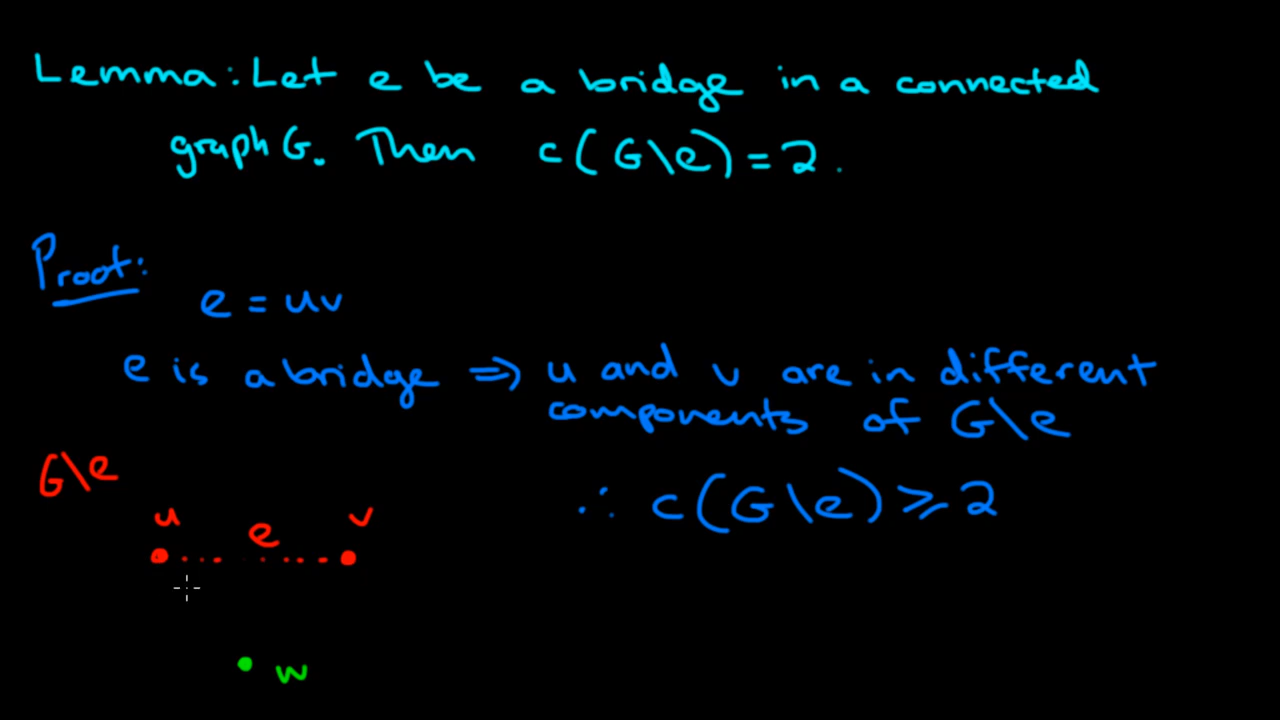 Lemma: Let e be a bridge in a connected
graph G. Then c(G\e) = 2.
Proof:
e = uv
e is a bridge ⇒ u and v are in different
components of G\e
G\e
∴ c(G\e) ⩾ 2
u e v
w